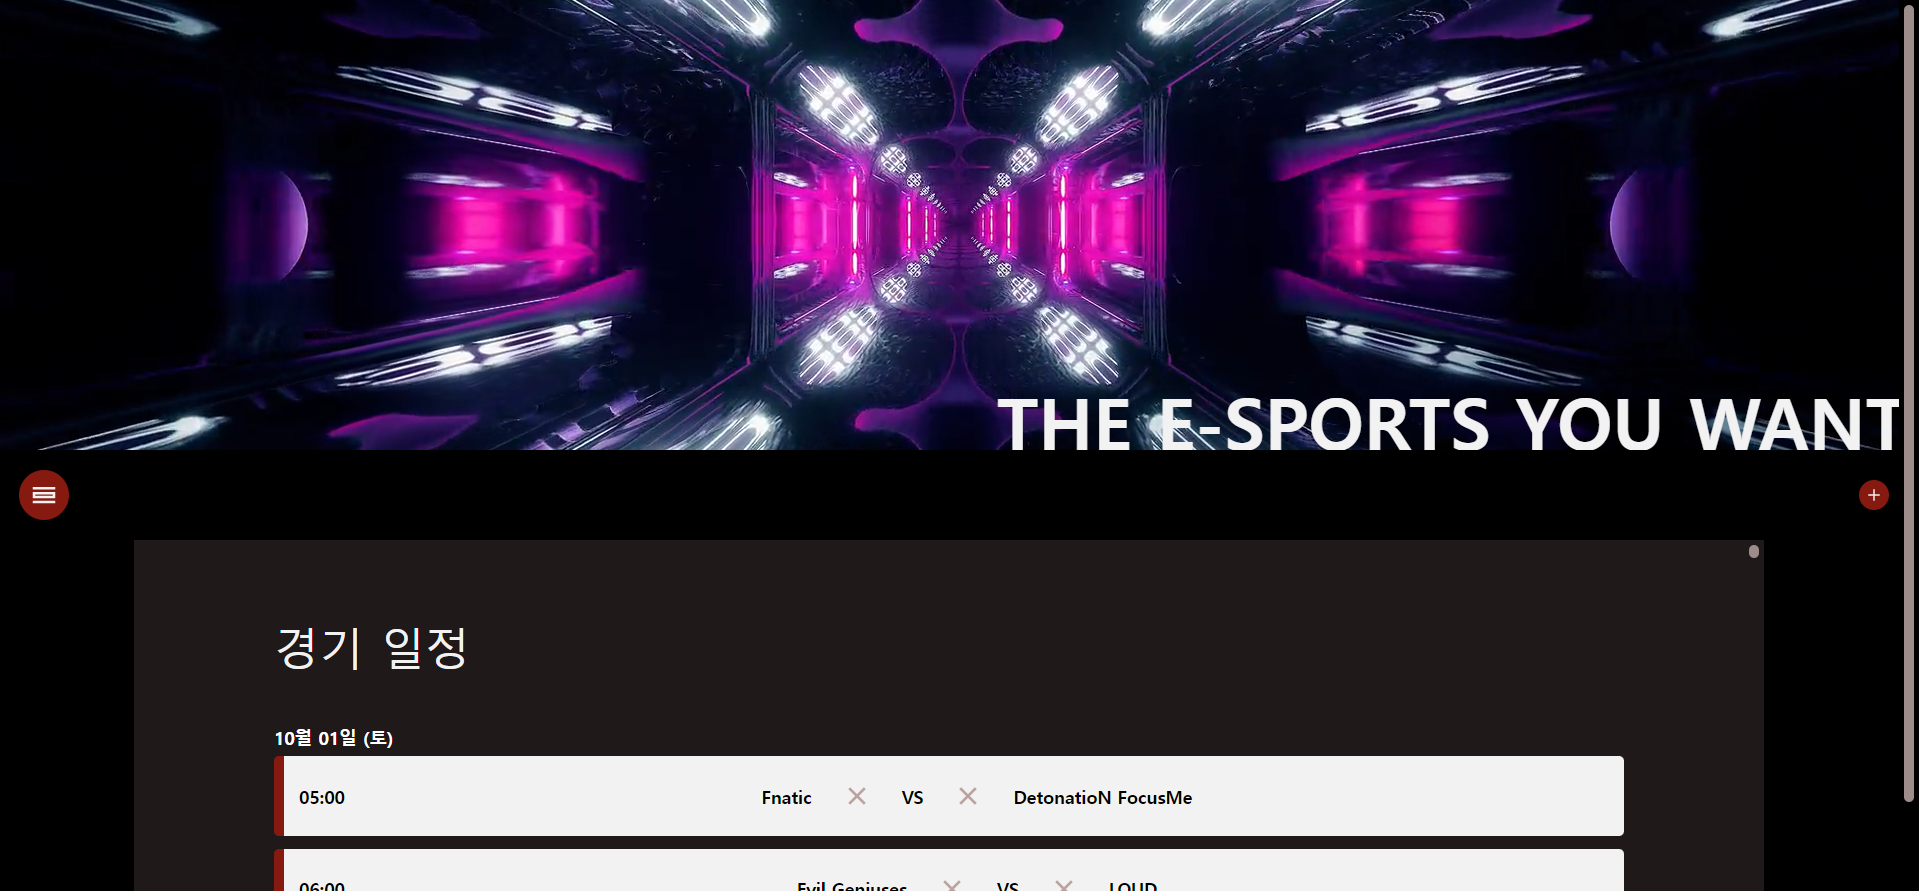 THE E-SPORTS YOU WANT
경기 일정
10월 01일 (토)
05:00 Fnatic VS DetonatioN FocusMe
06:00 Evil Geniuses VS LOUD